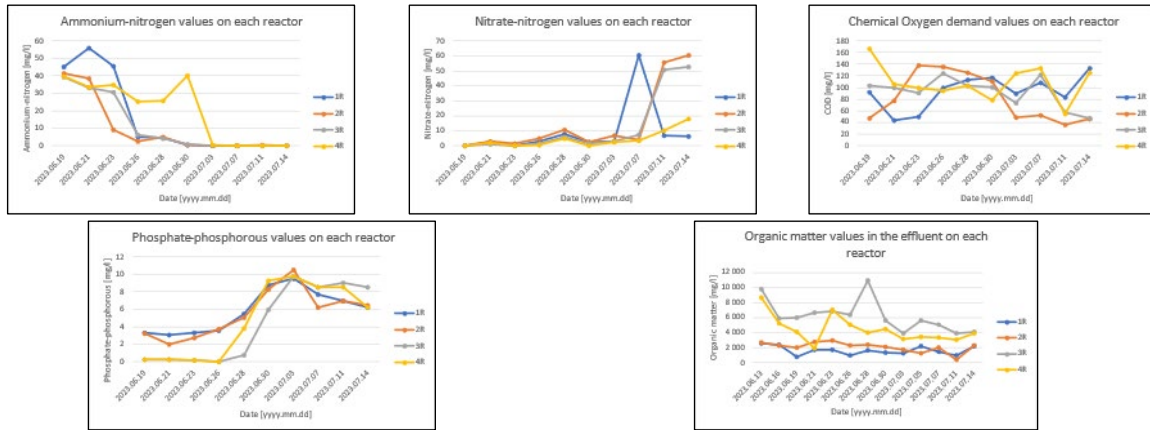 Ammonium-nitrogen values on each reactor
Ammonium-nitrogen [mg/l]
60
50
40
30
20
10
0
2023.06.19
2023.06.21
2023.06.23
2023.06.26
2023.06.28
2023.06.30
2023.07.03
2023.07.07
2023.07.11
2023.07.14
Date [yyyy.mm.dd]
1R
2R
3R
4R
Nitrate-nitrogen values on each reactor
Nitrate-nitrogen [mg/l]
70
60
50
40
30
20
10
0
2023.06.19
2023.06.21
2023.06.23
2023.06.26
2023.06.28
2023.06.30
2023.07.03
2023.07.07
2023.07.11
2023.07.14
Date [yyyy.mm.dd]
1R
2R
3R
4R
Chemical Oxygen demand values on each reactor
COD [mg/l]
180
160
140
120
100
80
60
40
20
0
2023.06.19
2023.06.21
2023.06.23
2023.06.26
2023.06.28
2023.06.30
2023.07.03
2023.07.07
2023.07.11
2023.07.14
Date [yyyy.mm.dd]
1R
2R
3R
4R
Phosphate-phosphorous values on each reactor
Phosphate-phosphorous [mg/l]
12
10
8
6
4
2
0
2023.06.19
2023.06.21
2023.06.23
2023.06.26
2023.06.28
2023.06.30
2023.07.03
2023.07.07
2023.07.11
2023.07.14
Date [yyyy.mm.dd]
1R
2R
3R
4R
Organic matter values in the effluent on each
reactor
Organic matter [mg/l]
12 000
10 000
8 000
6 000
4 000
2 000
0
2023.06.13
2023.06.16
2023.06.19
2023.06.21
2023.06.23
2023.06.26
2023.06.28
2023.06.30
2023.07.03
2023.07.05
2023.07.07
2023.07.11
2023.07.14
Date [yyyy.mm.dd]
1R
2R
3R
4R